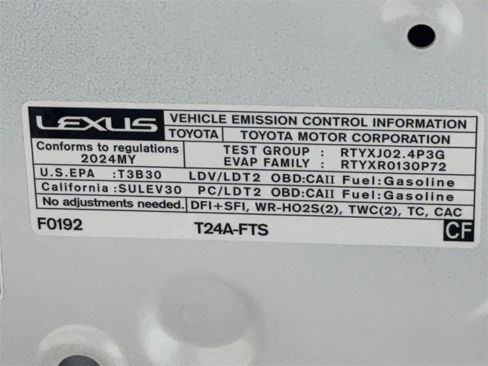 LEXUS VEHICLE EMISSION CONTROL INFORMATION
TOYOTA TOYOTA MOTOR CORPORATION
Conforms to regulations TEST GROUP : RTYXJ02.4P3G
2024MY EVAP FAMILY : RTYXR0130P72
U.S.EPA :T3B30 LDV/LDT2 OBD:CAII Fuel:Gasoline
California :SULEV30 PC/LDT2 OBD:CAII Fuel:Gasoline
No adjustments needed. DFI+SFI, WR-HO2S(2), TWC(2), TC, CAC
F0192 T24A-FTS CF